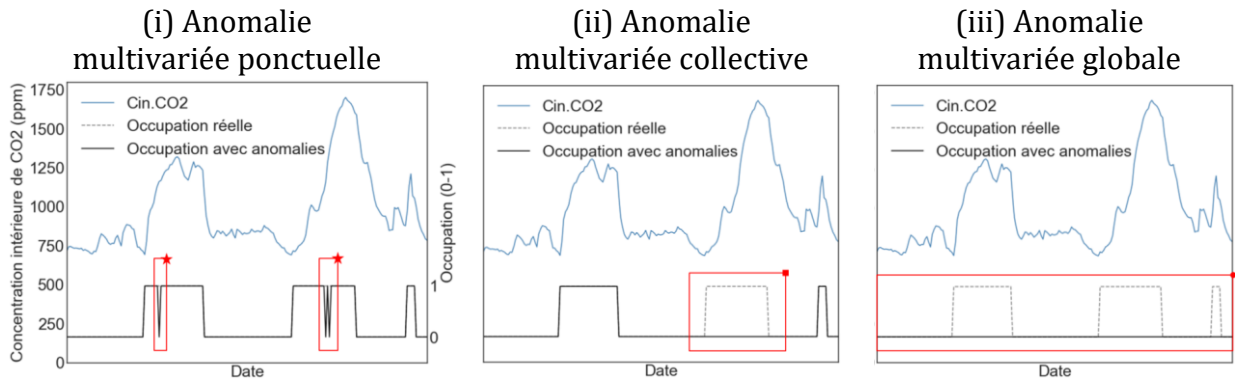 (i) Anomalie
multivariée ponctuelle
(ii) Anomalie
multivariée collective
(iii) Anomalie
multivariée globale
Concentration intérieure de CO2 (ppm)
1750
1500
1250
1000
750
500
250
0
Cin.CO2
Occupation réelle
Occupation avec anomalies
Occupation (0-1)
1
0
Date
Cin.CO2
Occupation réelle
Occupation avec anomalies
Date
Cin.CO2
Occupation réelle
Occupation avec anomalies
Date